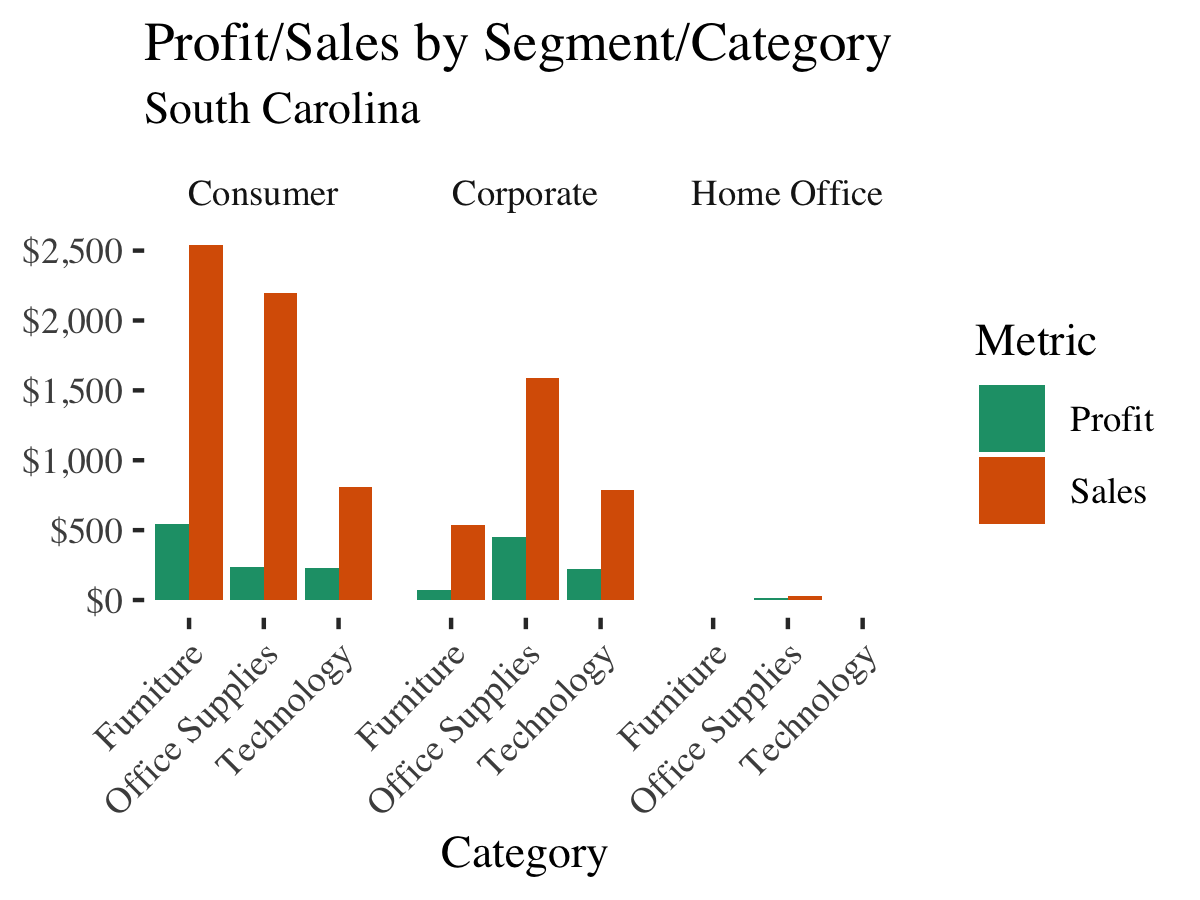 Profit/Sales by Segment/Category
South Carolina
Consumer
Corporate
Home Office
$2,500
$2,000
$1,500
$1,000
$500
$0
Furniture
Office Supplies
Technology
Furniture
Office Supplies
Technology
Furniture
Office Supplies
Technology
Category
Metric
Profit
Sales